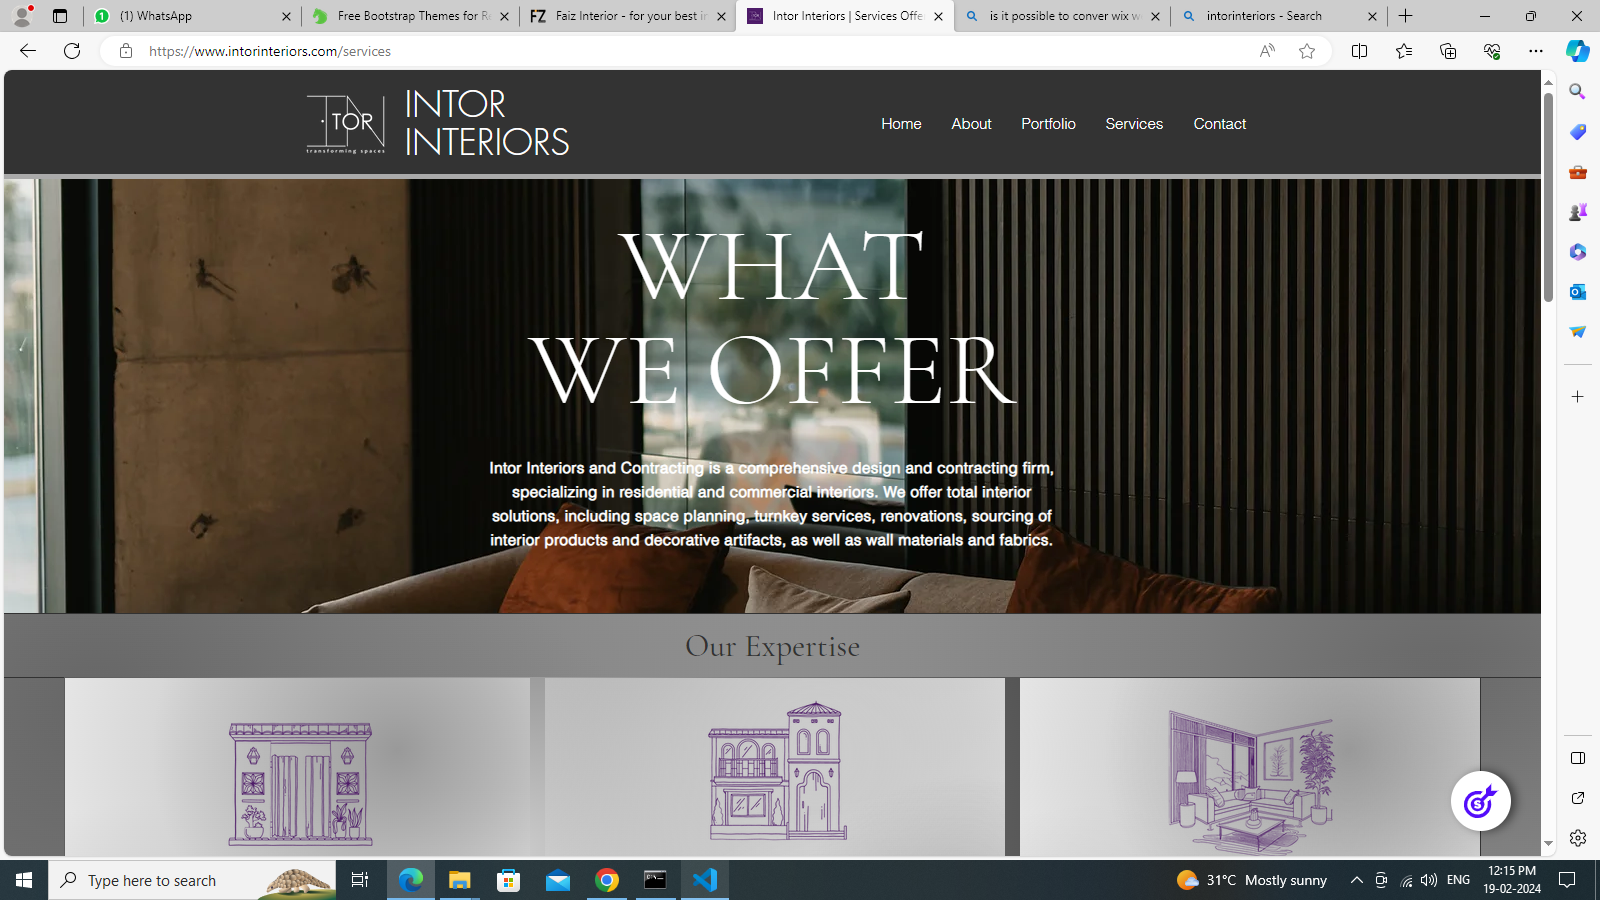 (1) WhatsApp
Free Bootstrap Themes for Re
FZ Faiz Interior - for your best in
Intor Interiors | Services Offe
is it possible to conver wix w
intorinteriors - Search
https://www.intorinteriors.com/services
TOR
transforming spaces
INTOR
INTERIORS
Home About Portfolio Services Contact
WHAT
WE OFFER
Intor Interiors and Contracting is a comprehensive design and contracting firm,
specializing in residential and commercial interiors. We offer total interior
solutions, including space planning, turnkey services, renovations, sourcing of
interior products and decorative artifacts, as well as wall materials and fabrics.
Our Expertise
Type here to search
31°C Mostly sunny
ENG
12:15 PM
19-02-2024